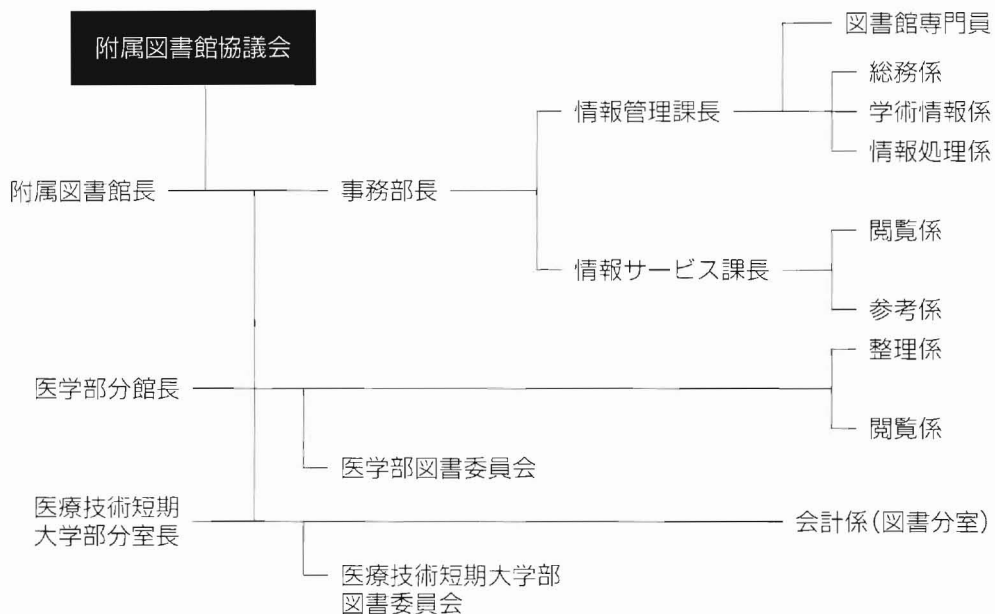 附属図書館協議会
図書館専門員
総務係
情報管理課長
学術情報係
情報処理係
附属図書館長
事務部長
閲覧係
情報サービス課長
参考係
整理係
医学部分館長
閲覧係
医学部図書委員会
医療技術短期
大学部分室長
会計係(図書分室)
医療技術短期大学部
図書委員会